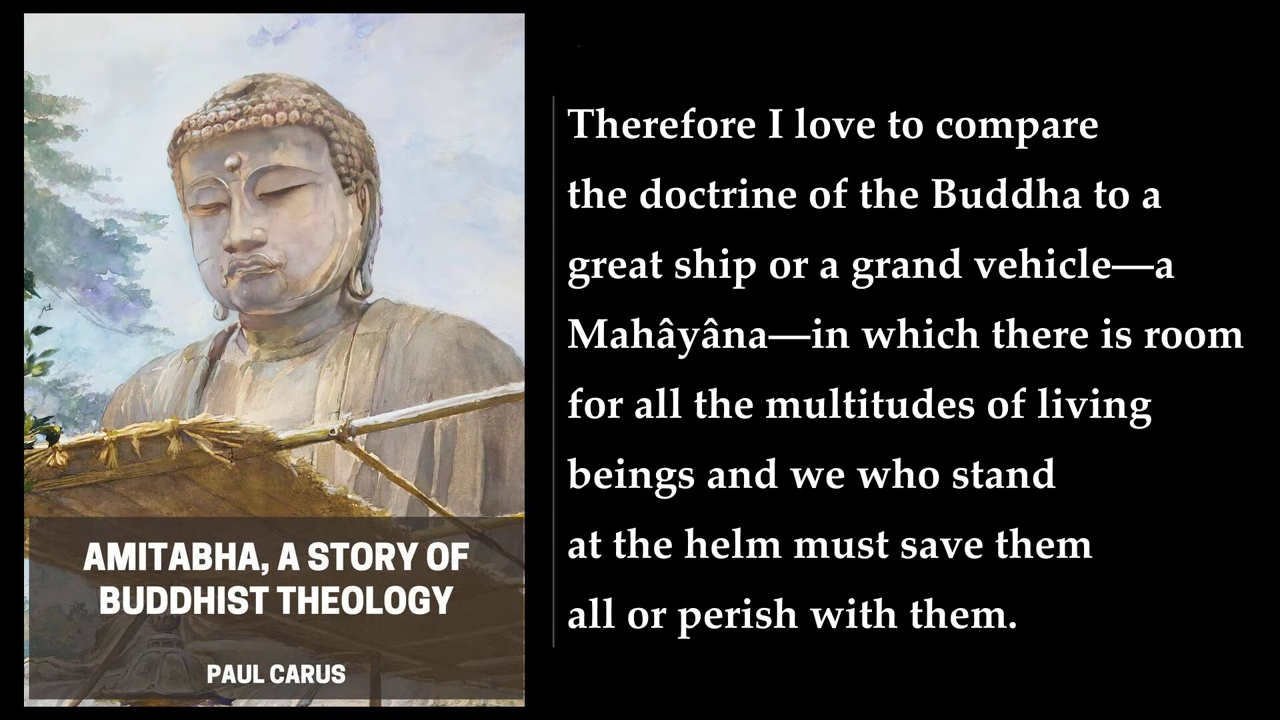 AMITABHA, A STORY OF
BUDDHIST THEOLOGY
PAUL CARUS
Therefore I love to compare
the doctrine of the Buddha to a
great ship or a grand vehicle—a
Mahâyâna—in which there is room
for all the multitudes of living
beings and we who stand
at the helm must save them
all or perish with them.